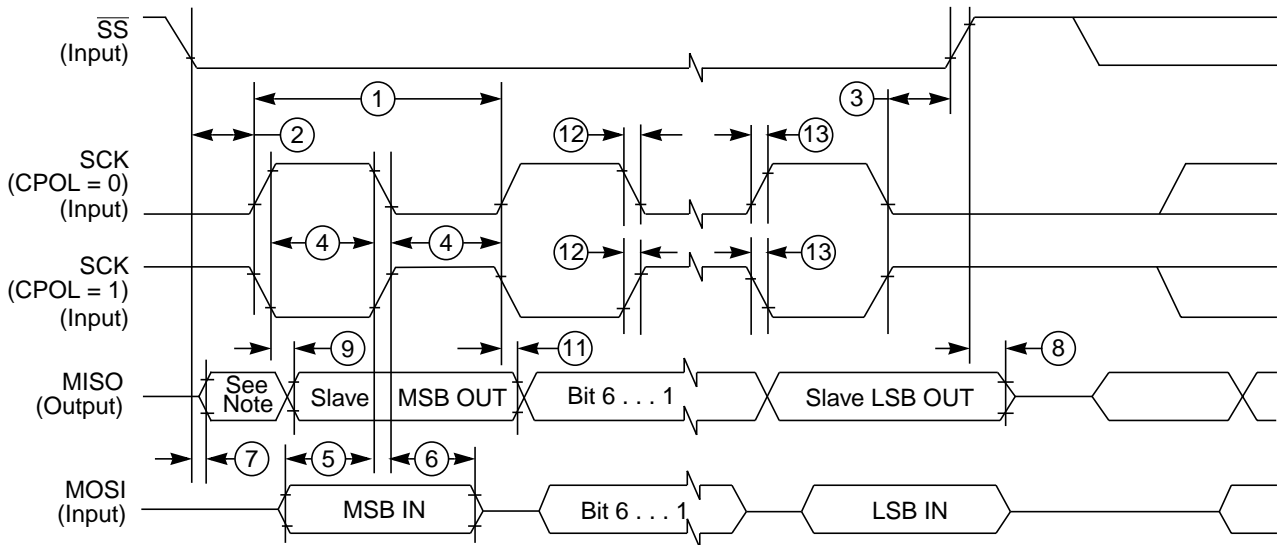 SS
(Input)
1
3
2
12
13
SCK
(CPOL = 0)
(Input)
4
4
12
13
SCK
(CPOL = 1)
(Input)
9
11
8
MISO
(Output)
See
Note
Slave
MSB OUT
Bit 6 . . . 1
Slave LSB OUT
7
5
6
MOSI
(Input)
MSB IN
Bit 6 . . . 1
LSB IN